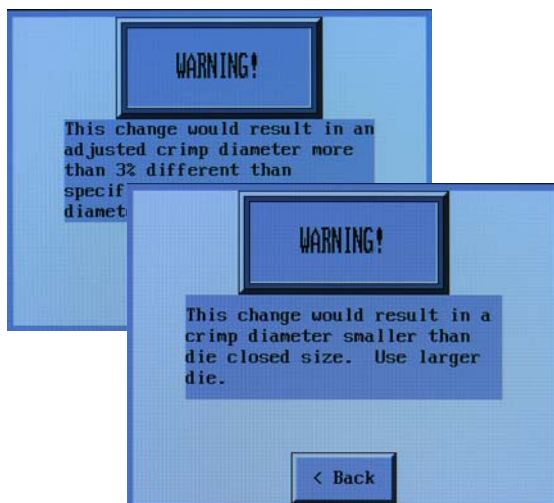 WARNING!
This change would result in an
adjusted crimp diameter more
than 3% different than
WARNING!
This change would result in a
crimp diameter smaller than
die closed size. Use larger
die.
< Back